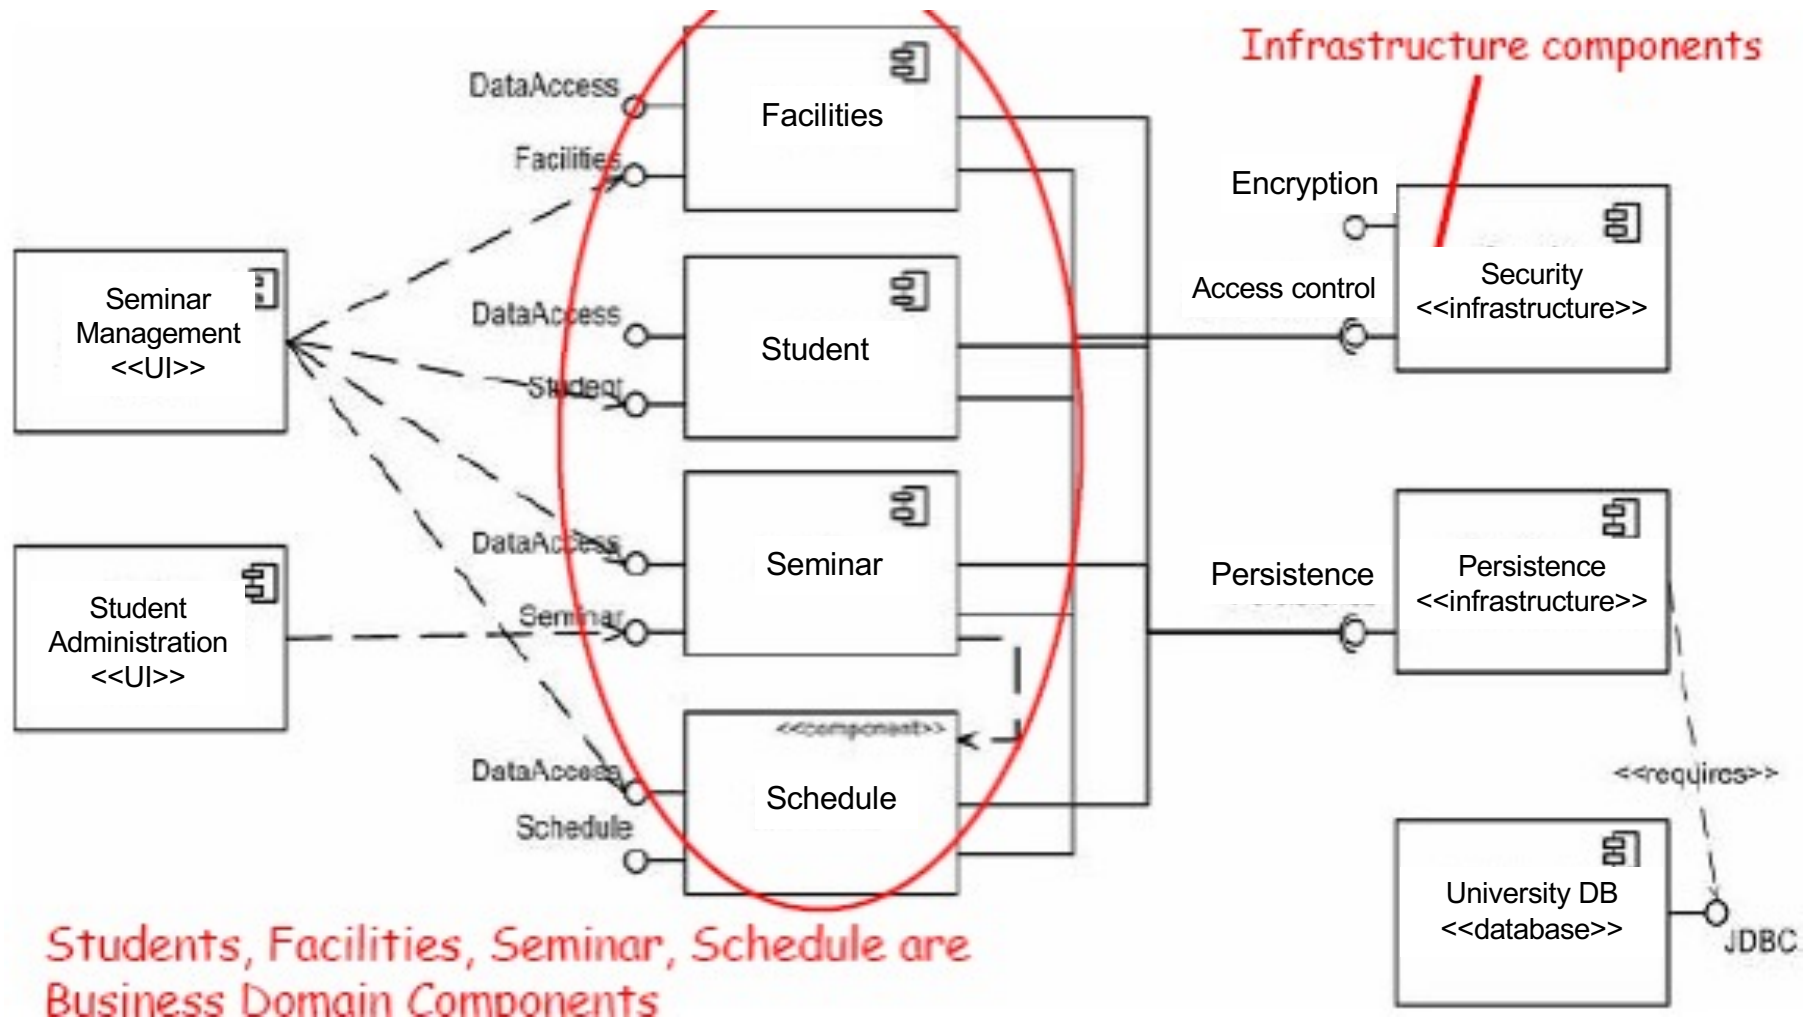 Infrastructure components
DataAccess
Facilities
Facilities
Encryption
Access control
Security
<<infrastructure>>
Seminar
Management
<<UI>>
DataAccess
Student
Student
DataAccess
Seminar
Seminar
Student
Administration
<<UI>>
Persistence
Persistence
<<infrastructure>>
<<component>>
DataAccess
Schedule
Schedule
<<requires>>
University DB
<<database>>
JDBC
Students, Facilities, Seminar, Schedule are
Business Domain Components